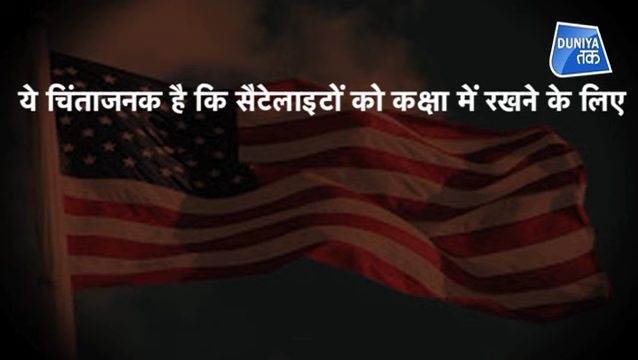 DUNIYA
तक
ये चिंताजनक है कि सैटेलाइटों को कक्षा में रखने के लिए